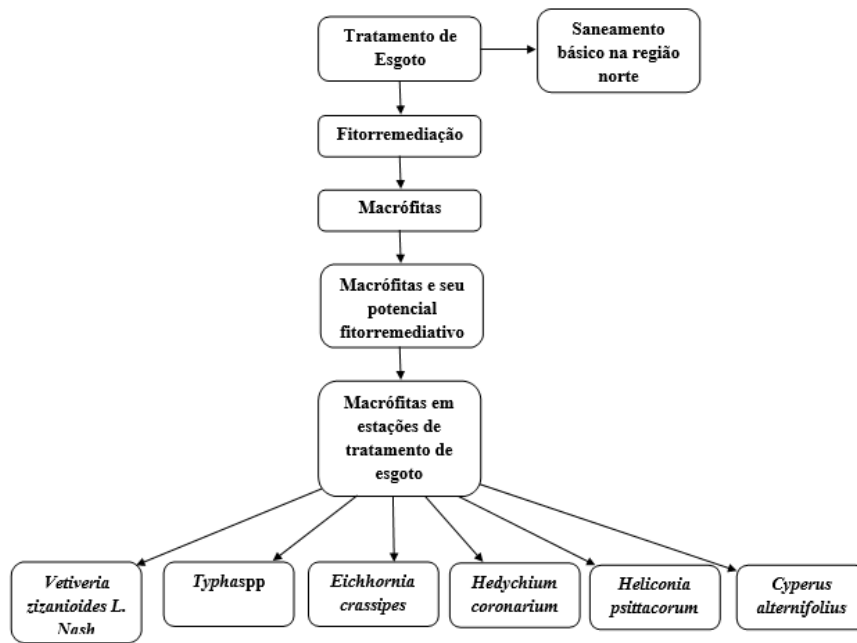 Tratamento de
Esgoto
Saneamento
básico na região
norte
Fitorremediação
Macrófitas
Macrófitas e seu
potencial
fitorremediativo
Macrófitas em
estações de
tratamento de
esgoto
Vetiveria
zizanioides L.
Nash
Typhaspp
Eichhornia
crassipes
Hedychium
coronarium
Heliconia
psittacorum
Cyperus
alternifolius